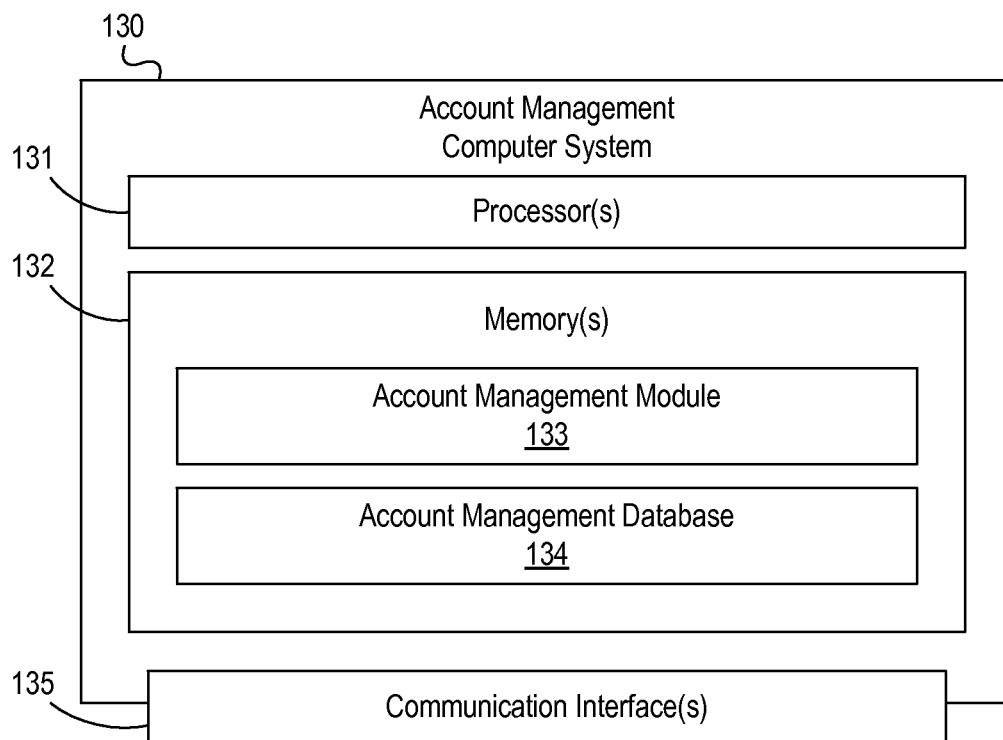 130
Account Management
Computer System
131
Processor(s)
132
Memory(s)
Account Management Module
133
Account Management Database
134
135
Communication Interface(s)